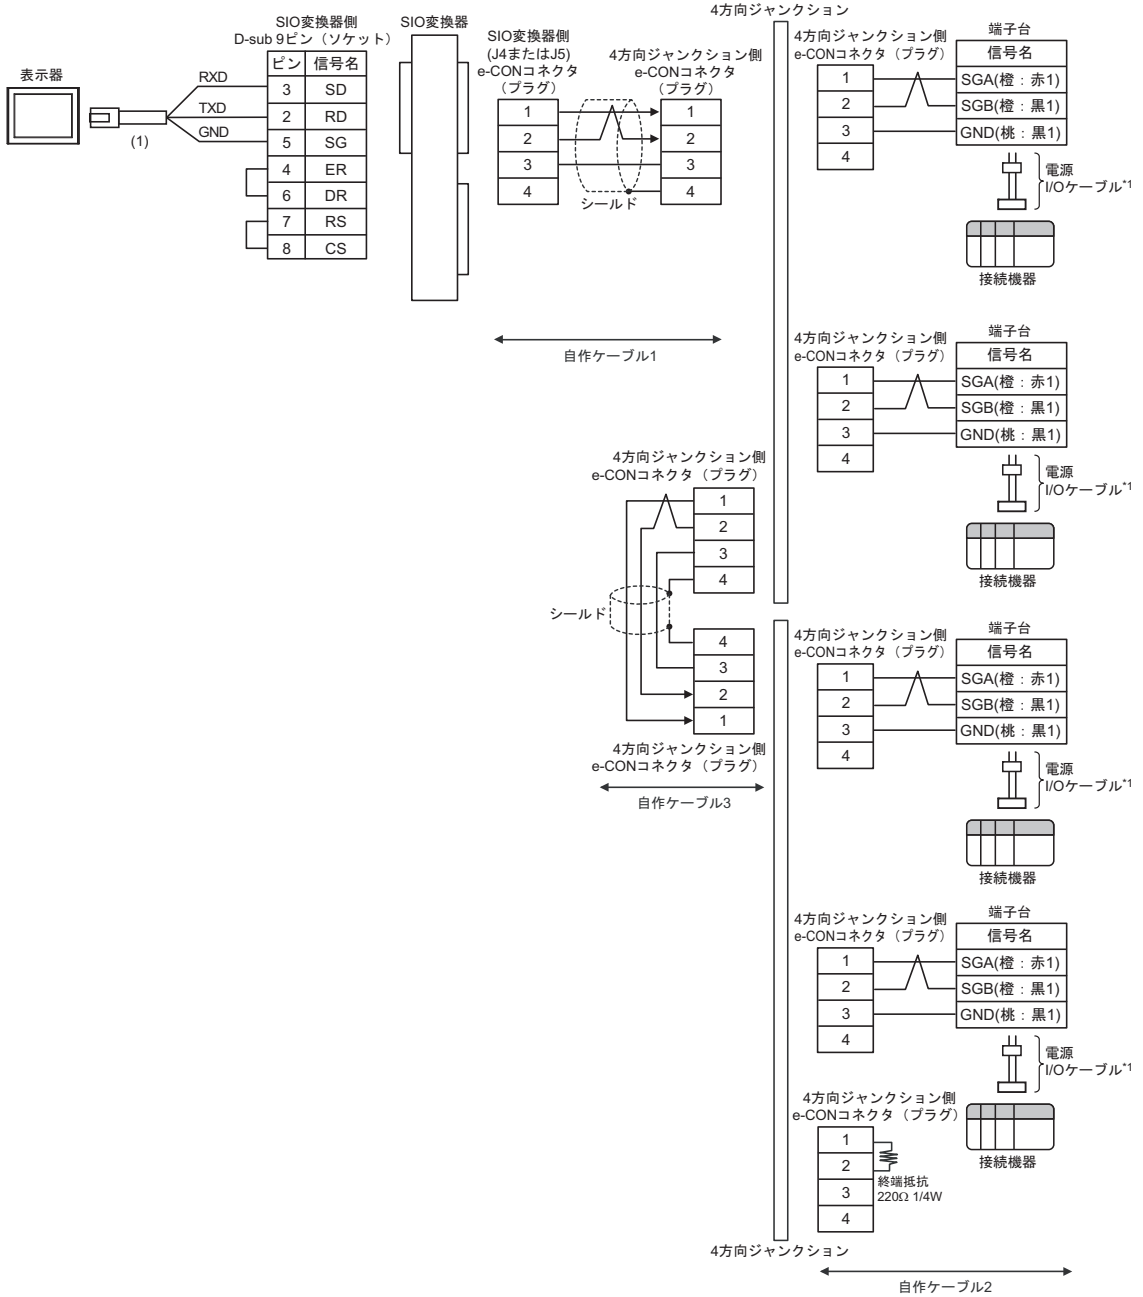 4方向ジャンクション
表示器
(1)
RXD
TXD
GND
SIO変換器側
D-sub 9ピン（ソケット）
ピン 信号名
3 SD
2 RD
5 SG
4 ER
6 DR
7 RS
8 CS
SIO変換器
SIO変換器側
(J4またはJ5)
e-CONコネクタ
（プラグ）
1
2
3
4
シールド
4方向ジャンクション側
e-CONコネクタ
（プラグ）
1
2
3
4
自作ケーブル1
4方向ジャンクション側
e-CONコネクタ（プラグ）
1
2
3
4
端子台
信号名
SGA(橙：赤1)
SGB(橙：黒1)
GND(桃：黒1)
電源
I/Oケーブル*1
接続機器
4方向ジャンクション側
e-CONコネクタ（プラグ）
1
2
3
4
端子台
信号名
SGA(橙：赤1)
SGB(橙：黒1)
GND(桃：黒1)
電源
I/Oケーブル*1
接続機器
4方向ジャンクション側
e-CONコネクタ（プラグ）
1
2
3
4
シールド
4
3
2
1
4方向ジャンクション側
e-CONコネクタ（プラグ）
自作ケーブル3
4方向ジャンクション側
e-CONコネクタ（プラグ）
1
2
3
4
端子台
信号名
SGA(橙：赤1)
SGB(橙：黒1)
GND(桃：黒1)
電源
I/Oケーブル*1
接続機器
4方向ジャンクション側
e-CONコネクタ（プラグ）
1
2
3
4
端子台
信号名
SGA(橙：赤1)
SGB(橙：黒1)
GND(桃：黒1)
電源
I/Oケーブル*1
接続機器
4方向ジャンクション側
e-CONコネクタ（プラグ）
1
2
3
4
終端抵抗
220Ω 1/4W
4方向ジャンクション
自作ケーブル2